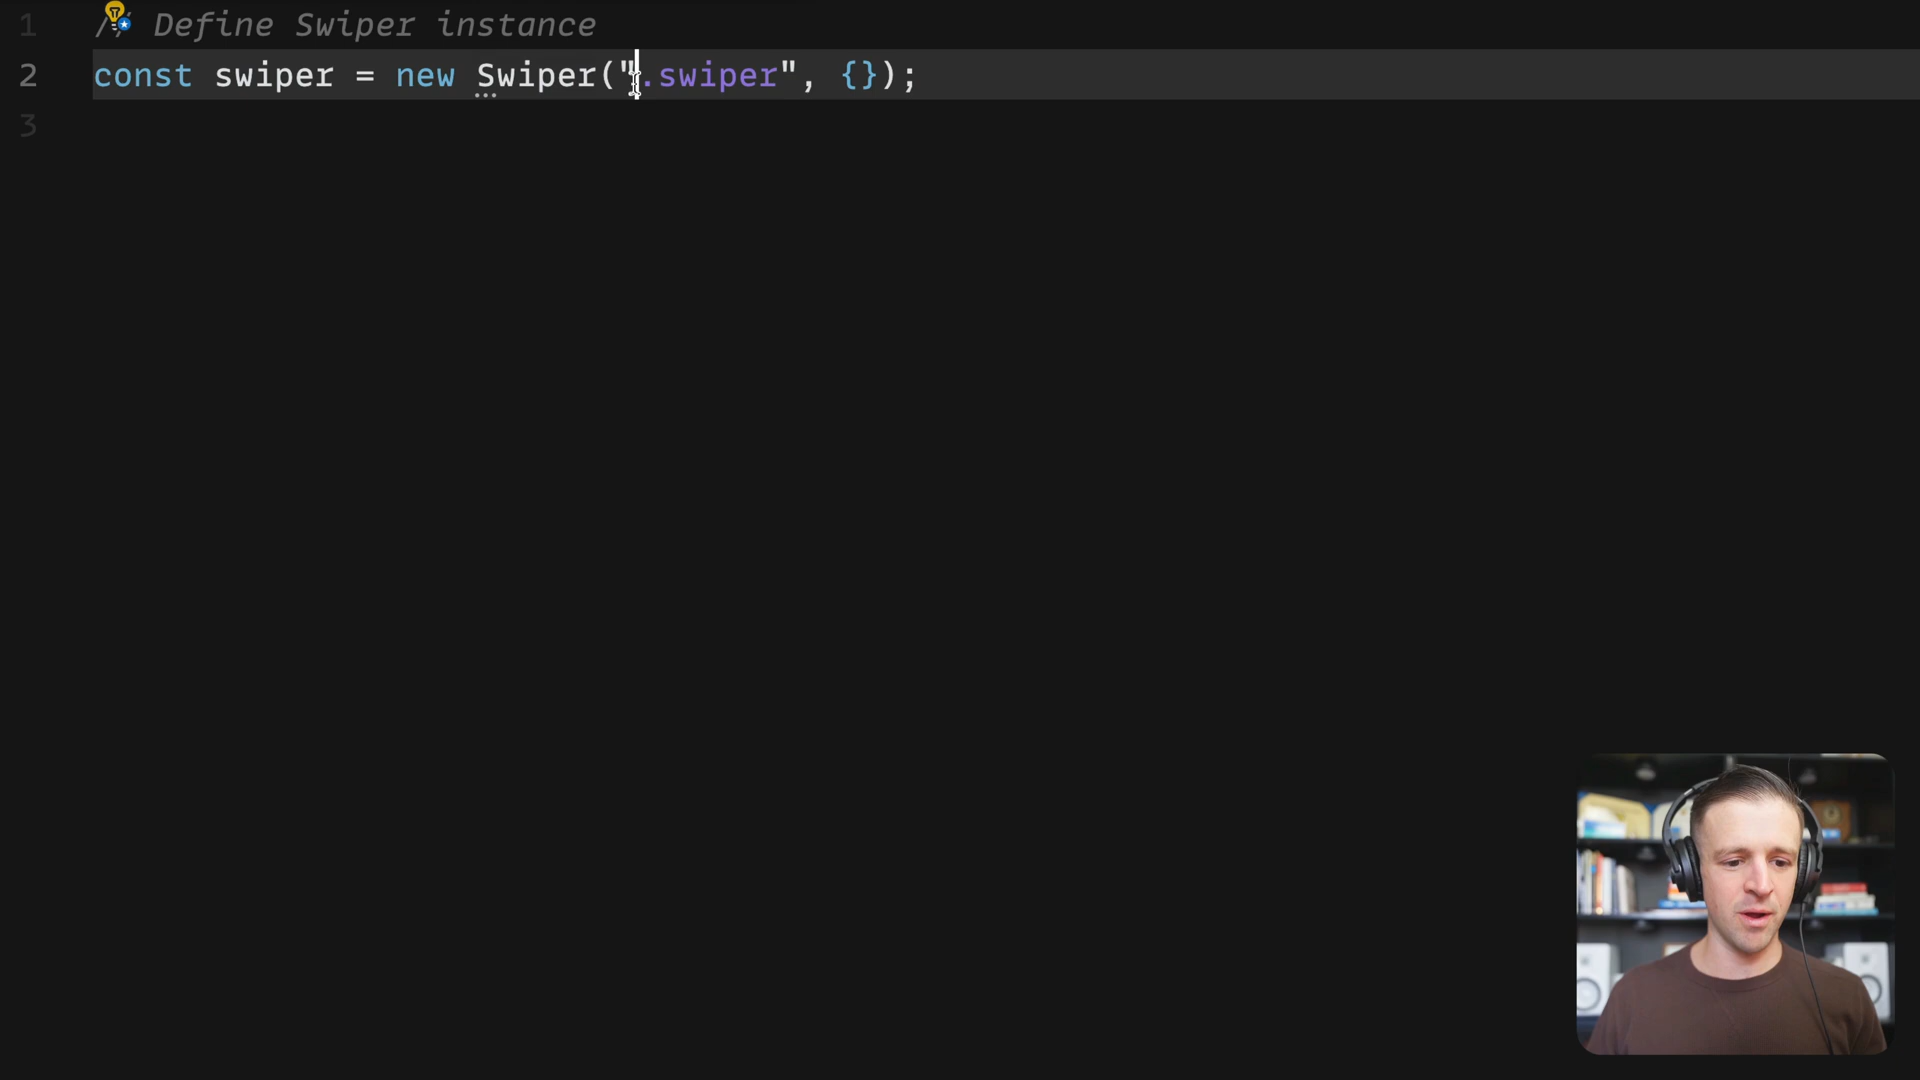 1 // Define Swiper instance
2 const swiper = new Swiper(".swiper", {});
3